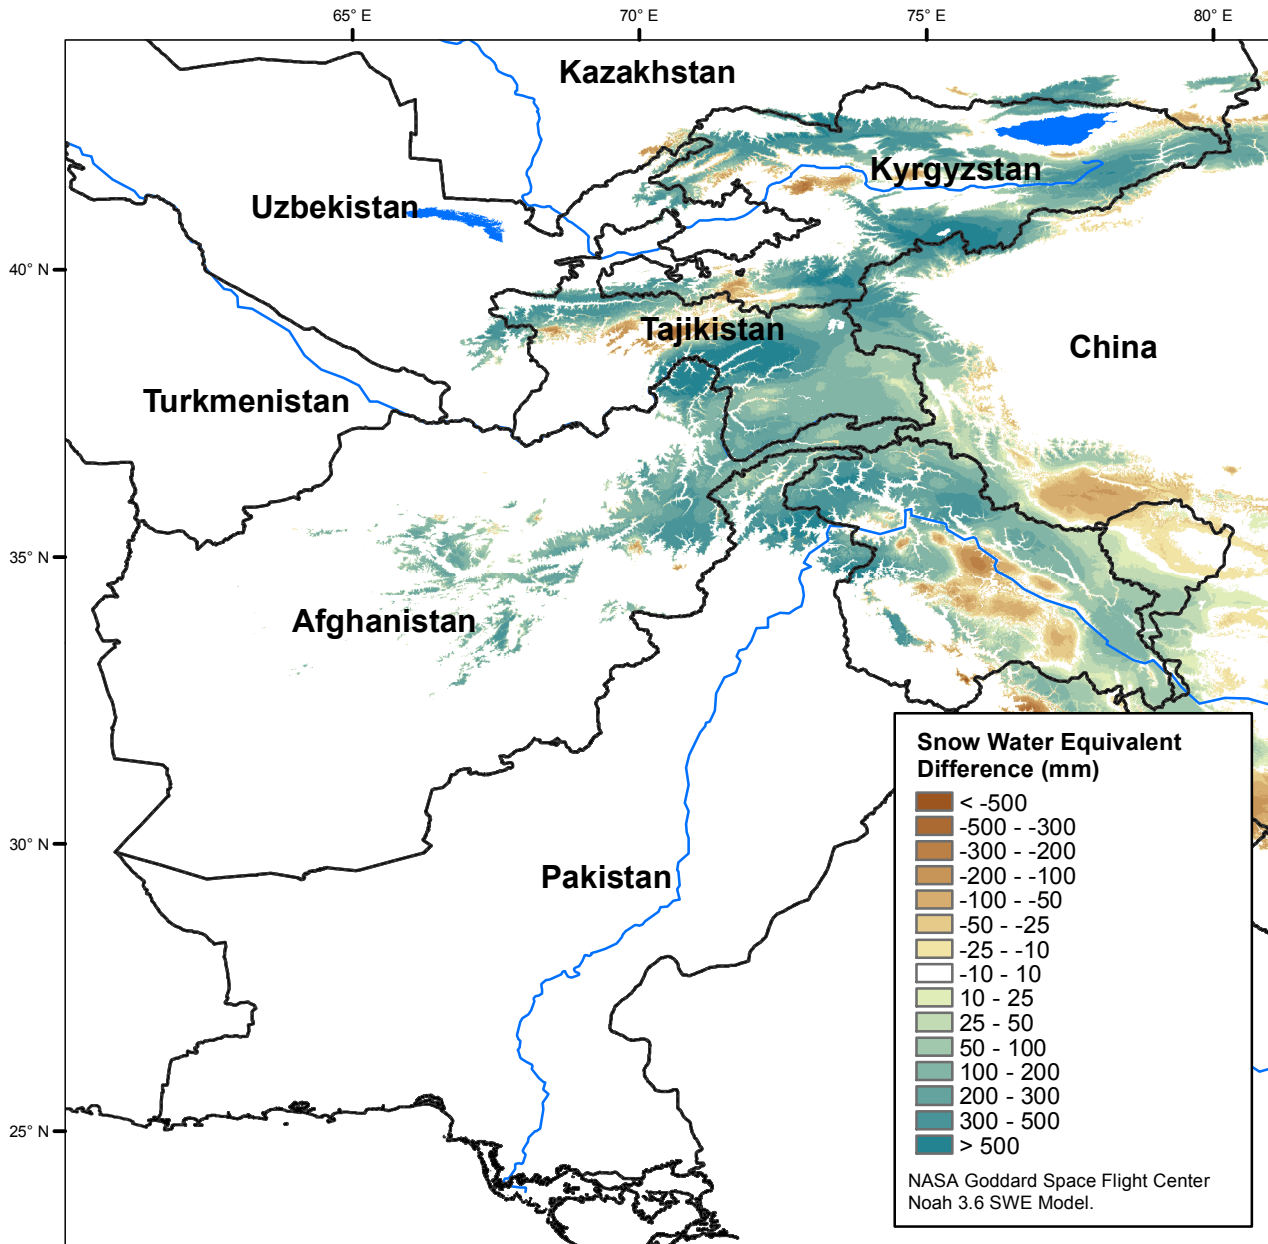 65° E
70° E
75° E
80° E
Kazakhstan
Kyrgyzstan
Uzbekistan
40° N
Tajikistan
China
Turkmenistan
35° N
Afghanistan
Snow Water Equivalent
Difference (mm)
< -500
-500 - -300
-300 - -200
-200 - -100
-100 - -50
-50 - -25
-25 - -10
-10 - 10
10 - 25
25 - 50
50 - 100
100 - 200
200 - 300
300 - 500
> 500
NASA Goddard Space Flight Center
Noah 3.6 SWE Model.
30° N
Pakistan
25° N